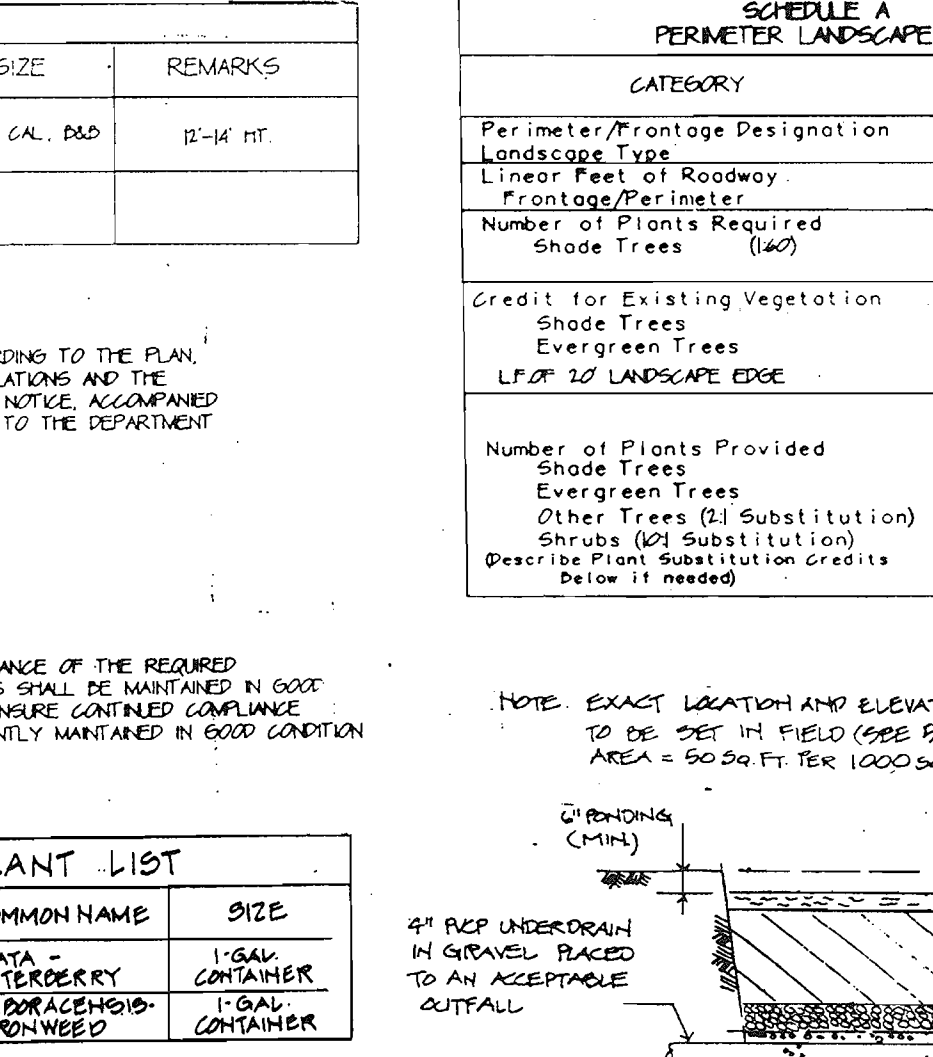 SIZE
REMARKS
CAL. B&B
12'-14' HT.
SCHEDULE A
PERIMETER LANDSCAPE
CATEGORY
Perimeter/Frontage Designation
Landscape Type
Linear Feet of Roadway
Frontage/Perimeter
Number of Plants Required
Shade Trees (1:60)
Credit for Existing Vegetation
Shade Trees
Evergreen Trees
LF OF 20' LANDSCAPE EDGE
Number of Plants Provided
Shade Trees
Evergreen Trees
Other Trees (2:1 Substitution)
Shrubs (10:1 Substitution)
(Describe Plant Substitution Credits
Below if needed)
RDING TO THE PLAN,
LATIONS AND THE
NOTICE, ACCOMPANIED
TO THE DEPARTMENT
ANCE OF THE REQUIRED
S SHALL BE MAINTAINED IN GOOD
NSURE CONTINUED COMPLIANCE
NTLY MAINTAINED IN GOOD CONDITION
NOTE: EXACT LOCATION AND ELEVAT
TO BE SET IN FIELD (SEE
AREA = 50 SQ. FT. PER 1000 S
LANT LIST
OMMON NAME
SIZE
ATA -
TERBERRY
1-GAL.
CONTAINER
BORACENSIS-
RONWEED
1-GAL.
CONTAINER
6" PONDING
(MIN.)
4" PVCP UNDERDRAIN
IN GRAVEL PLACED
TO AN ACCEPTABLE
OUTFALL